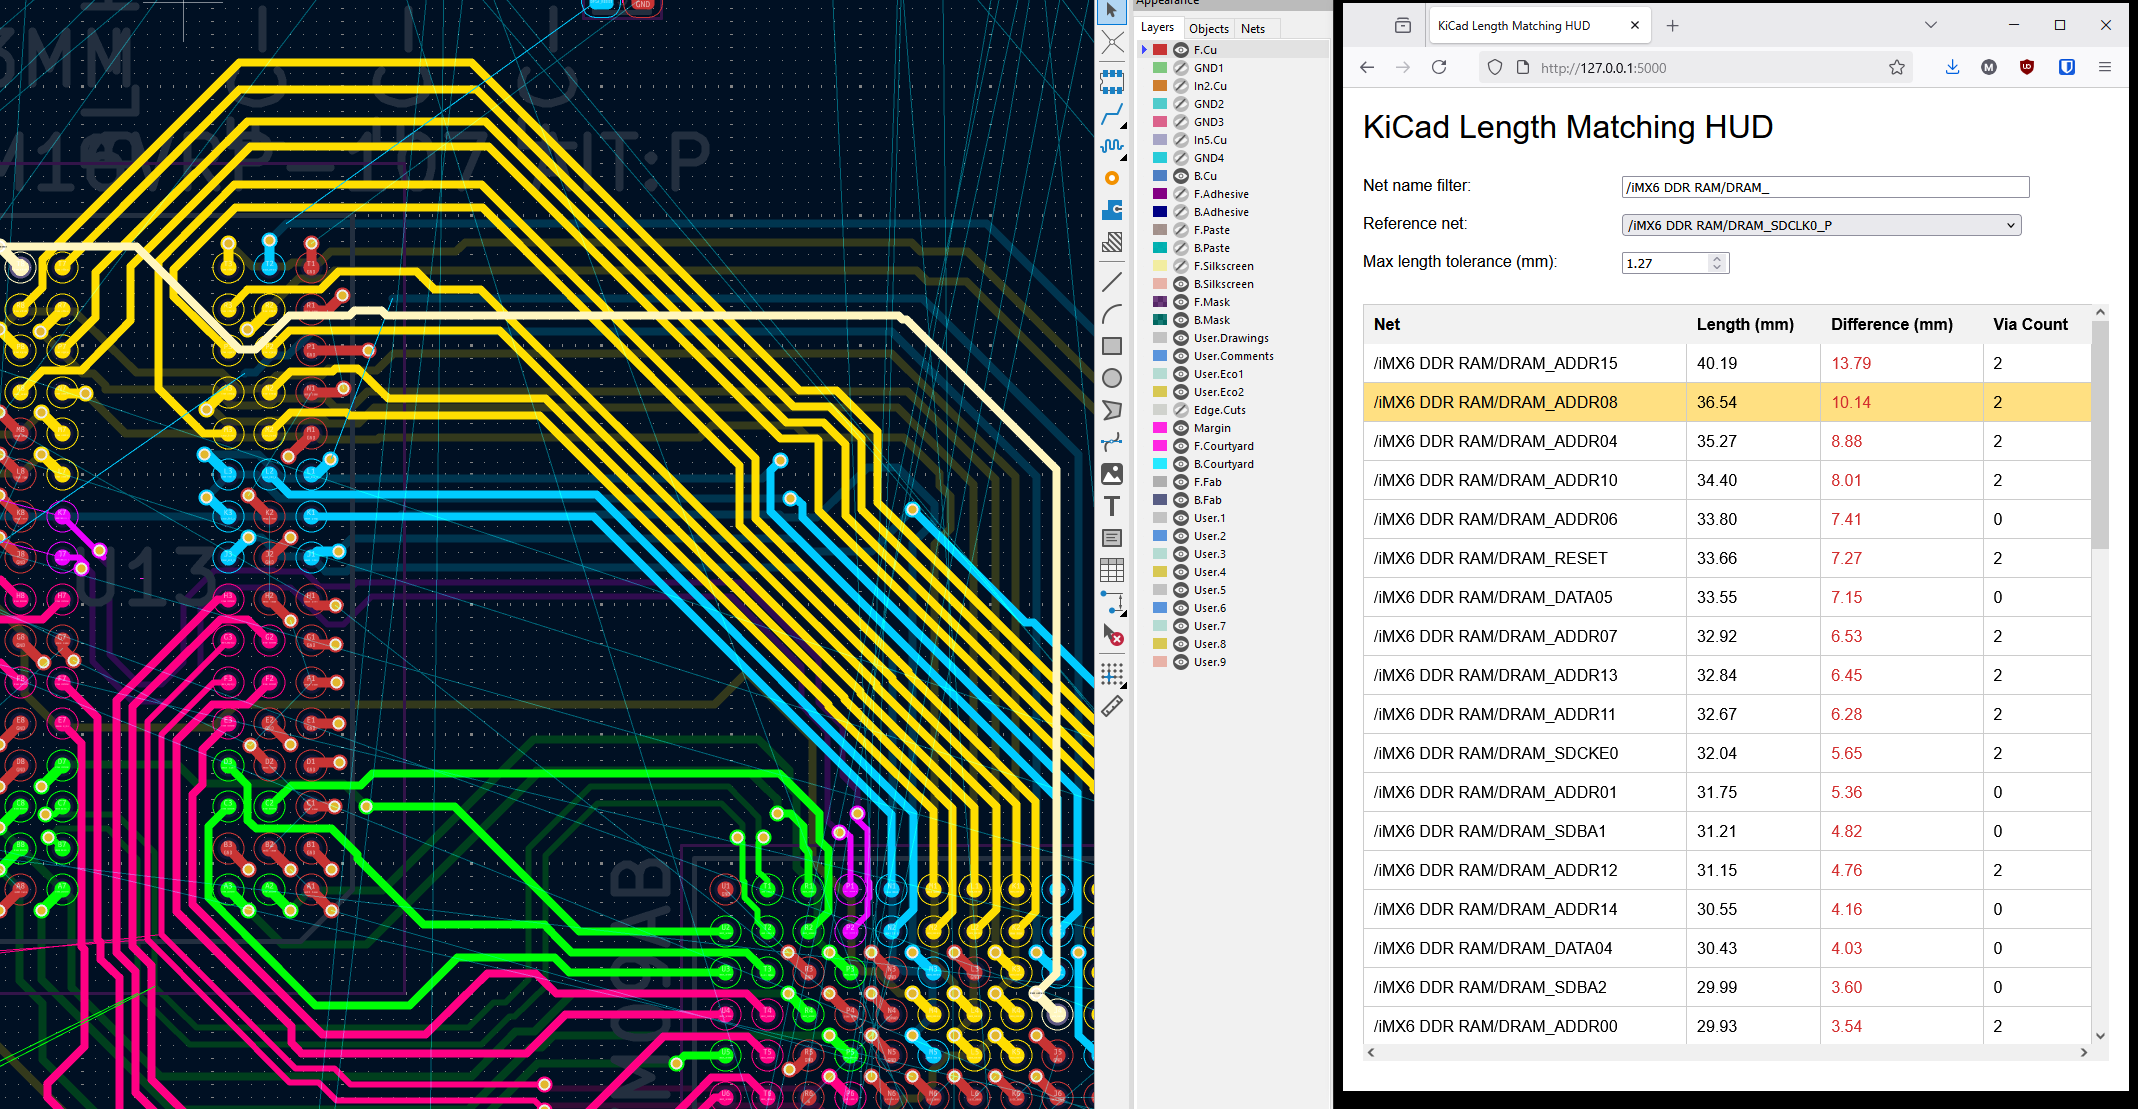 GND
U13
Appearance
Layers Objects Nets
F.Cu
GND1
In2.Cu
GND2
GND3
In5.Cu
GND4
B.Cu
F.Adhesive
B.Adhesive
F.Paste
B.Paste
F.Silkscreen
B.Silkscreen
F.Mask
B.Mask
User.Drawings
User.Comments
User.Eco1
User.Eco2
Edge.Cuts
Margin
F.Courtyard
B.Courtyard
F.Fab
B.Fab
User.1
User.2
User.3
User.4
User.5
User.6
User.7
User.8
User.9
KiCad Length Matching HUD
http://127.0.0.1:5000
KiCad Length Matching HUD
Net name filter: /iMX6 DDR RAM/DRAM_
Reference net: /iMX6 DDR RAM/DRAM_SDCLK0_P
Max length tolerance (mm): 1.27
Net Length (mm) Difference (mm) Via Count
/iMX6 DDR RAM/DRAM_ADDR15 40.19 13.79 2
/iMX6 DDR RAM/DRAM_ADDR08 36.54 10.14 2
/iMX6 DDR RAM/DRAM_ADDR04 35.27 8.88 2
/iMX6 DDR RAM/DRAM_ADDR10 34.40 8.01 2
/iMX6 DDR RAM/DRAM_ADDR06 33.80 7.41 0
/iMX6 DDR RAM/DRAM_RESET 33.66 7.27 2
/iMX6 DDR RAM/DRAM_DATA05 33.55 7.15 0
/iMX6 DDR RAM/DRAM_ADDR07 32.92 6.53 2
/iMX6 DDR RAM/DRAM_ADDR13 32.84 6.45 2
/iMX6 DDR RAM/DRAM_ADDR11 32.67 6.28 2
/iMX6 DDR RAM/DRAM_SDCKE0 32.04 5.65 2
/iMX6 DDR RAM/DRAM_ADDR01 31.75 5.36 0
/iMX6 DDR RAM/DRAM_SDBA1 31.21 4.82 0
/iMX6 DDR RAM/DRAM_ADDR12 31.15 4.76 2
/iMX6 DDR RAM/DRAM_ADDR14 30.55 4.16 0
/iMX6 DDR RAM/DRAM_DATA04 30.43 4.03 0
/iMX6 DDR RAM/DRAM_SDBA2 29.99 3.60 0
/iMX6 DDR RAM/DRAM_ADDR00 29.93 3.54 2